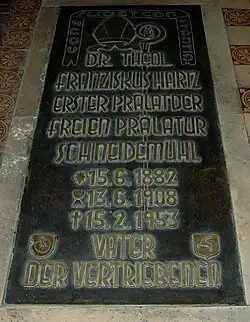 DR. THEOL
FRANZISKUS HARTZ
ERSTER PRÄLAT DER
FREIEN PRÄLATUR
SCHNEIDEMÜHL
15.6.1882
13.6.1908
† 15.2.1953
VATER
DER VERTRIEBENEN